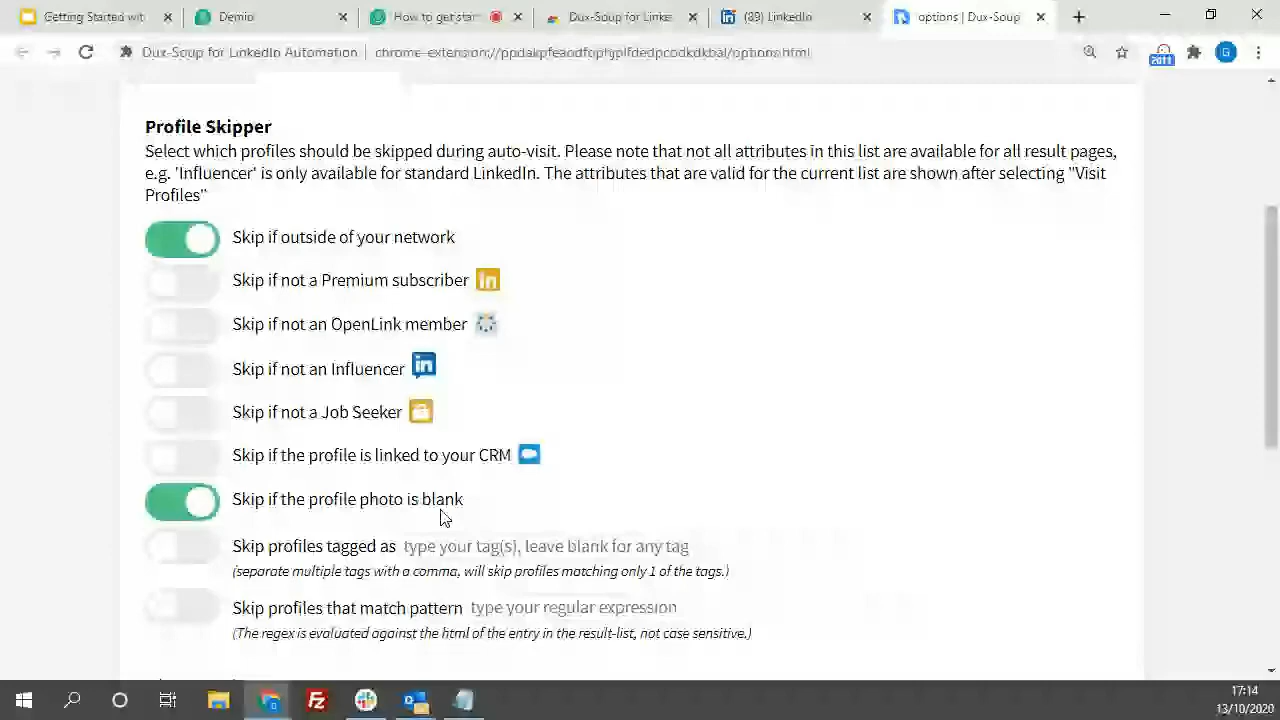 Getting Started wit
Demo
How to get star
Dux-Soup for Linke
(89) LinkedIn
options | Dux-Soup
Dux-Soup for LinkedIn Automation
Profile Skipper
Select which profiles should be skipped during auto-visit. Please note that not all attributes in this list are available for all result pages,
e.g. 'Influencer' is only available for standard LinkedIn. The attributes that are valid for the current list are shown after selecting "Visit
Profiles"
Skip if outside of your network
Skip if not a Premium subscriber
Skip if not an OpenLink member
Skip if not an Influencer
Skip if not a Job Seeker
Skip if the profile is linked to your CRM
Skip if the profile photo is blank
Skip profiles tagged as type your tag(s), leave blank for any tag
(separate multiple tags with a comma, will skip profiles matching only 1 of the tags.)
Skip profiles that match pattern type your regular expression
(The regex is evaluated against the html of the entry in the result-list, not case sensitive.)
17:14
13/10/2020